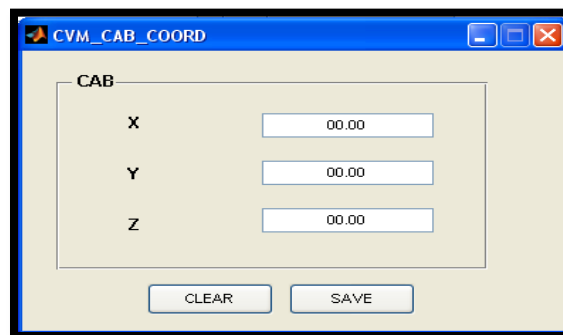 CVM_CAB_COORD
CAB
X 00.00
Y 00.00
Z 00.00
CLEAR SAVE